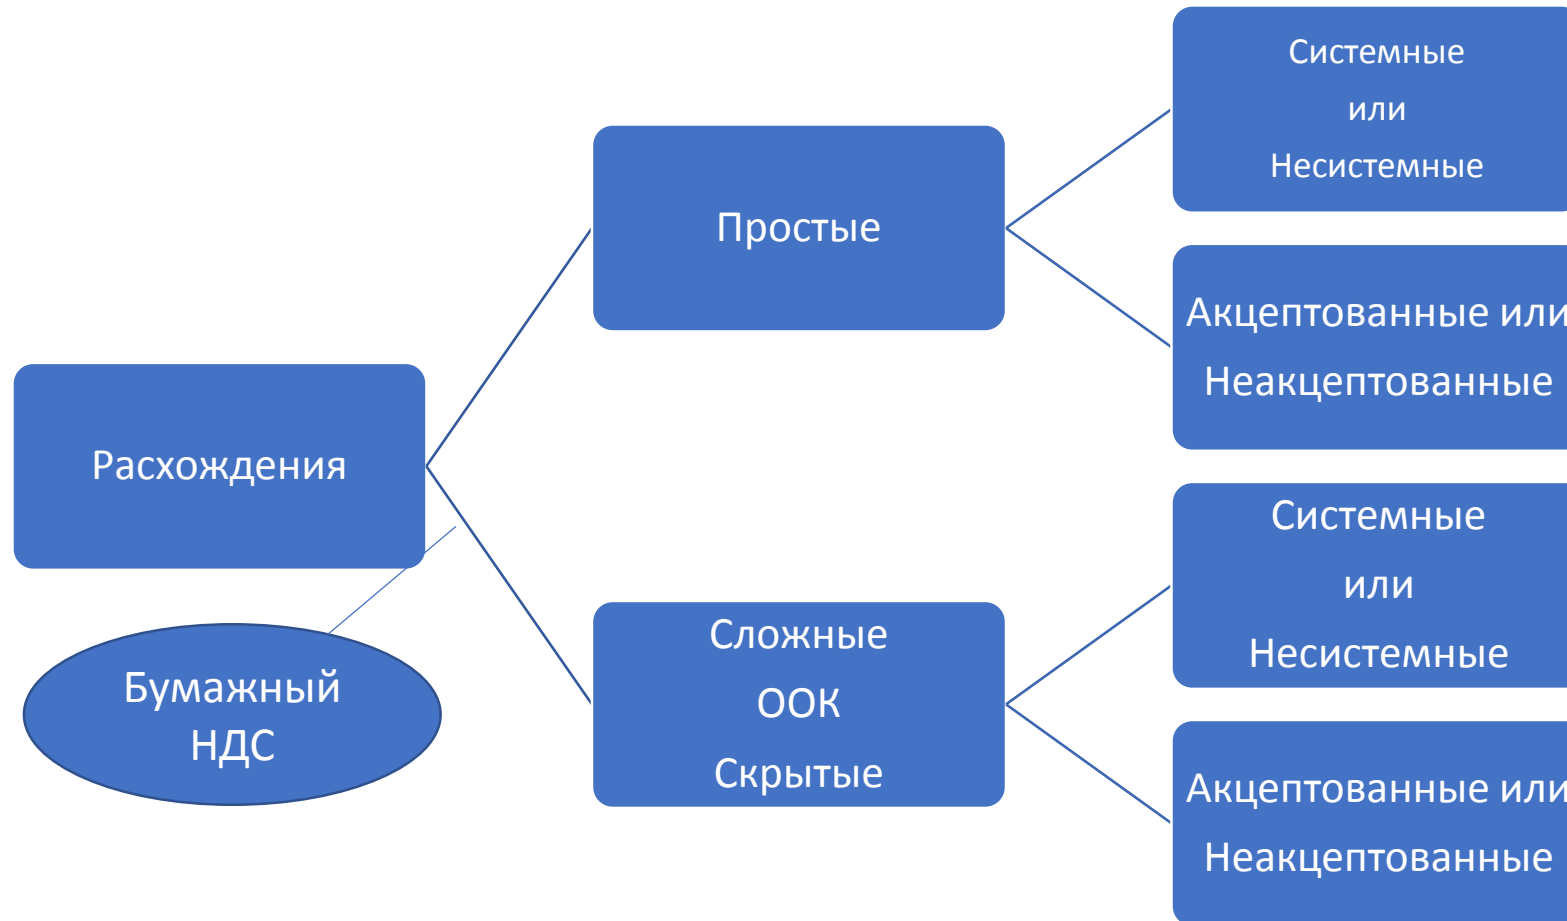 Системные
или
Несистемные
Простые
Акцептованные или
Неакцептованные
Расхождения
Системные
или
Несистемные
Сложные
ООК
Скрытые
Бумажный
НДС
Акцептованные или
Неакцептованные